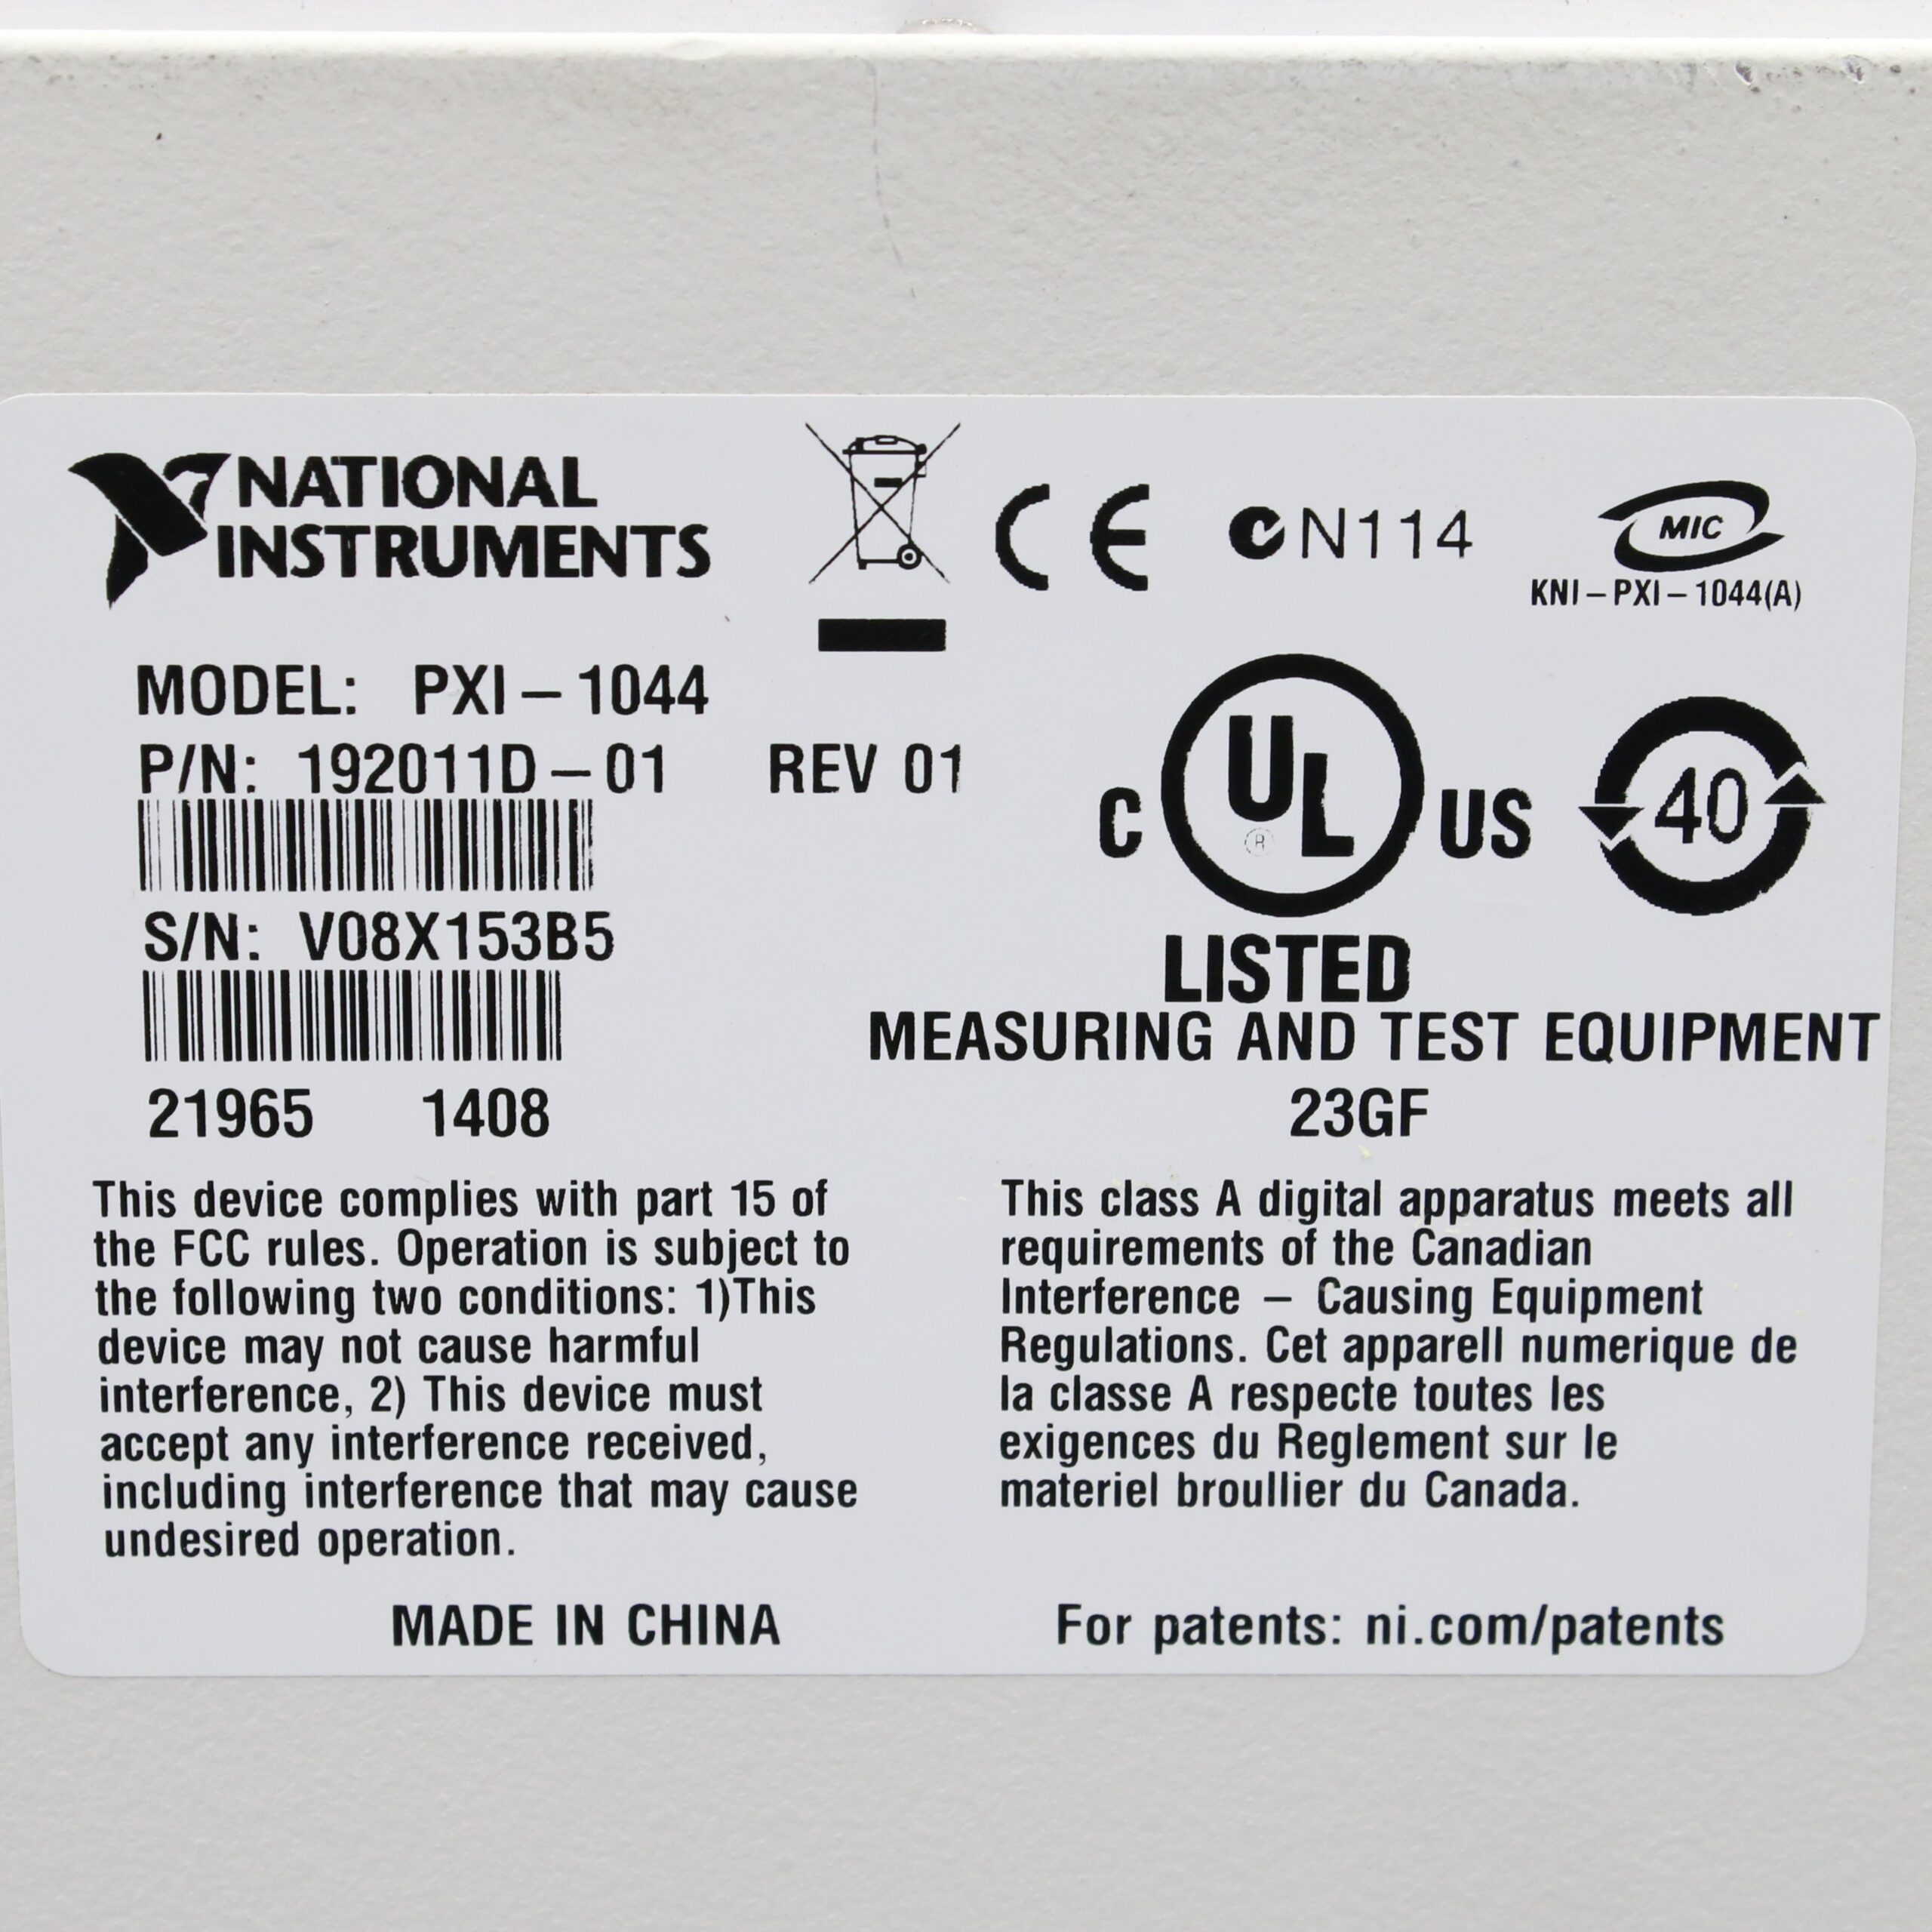 NATIONAL
INSTRUMENTS
CE
N114
MIC
KNI-PXI-1044(A)
MODEL: PXI-1044
P/N: 192011D-01 REV 01
S/N: V08X153B5
21965 1408
C UL ® US
40
LISTED
MEASURING AND TEST EQUIPMENT
23GF
This device complies with part 15 of
the FCC rules. Operation is subject to
the following two conditions: 1)This
device may not cause harmful
interference, 2) This device must
accept any interference received,
including interference that may cause
undesired operation.
This class A digital apparatus meets all
requirements of the Canadian
Interference – Causing Equipment
Regulations. Cet apparell numerique de
la classe A respecte toutes les
exigences du Reglement sur le
materiel broullier du Canada.
MADE IN CHINA
For patents: ni.com/patents